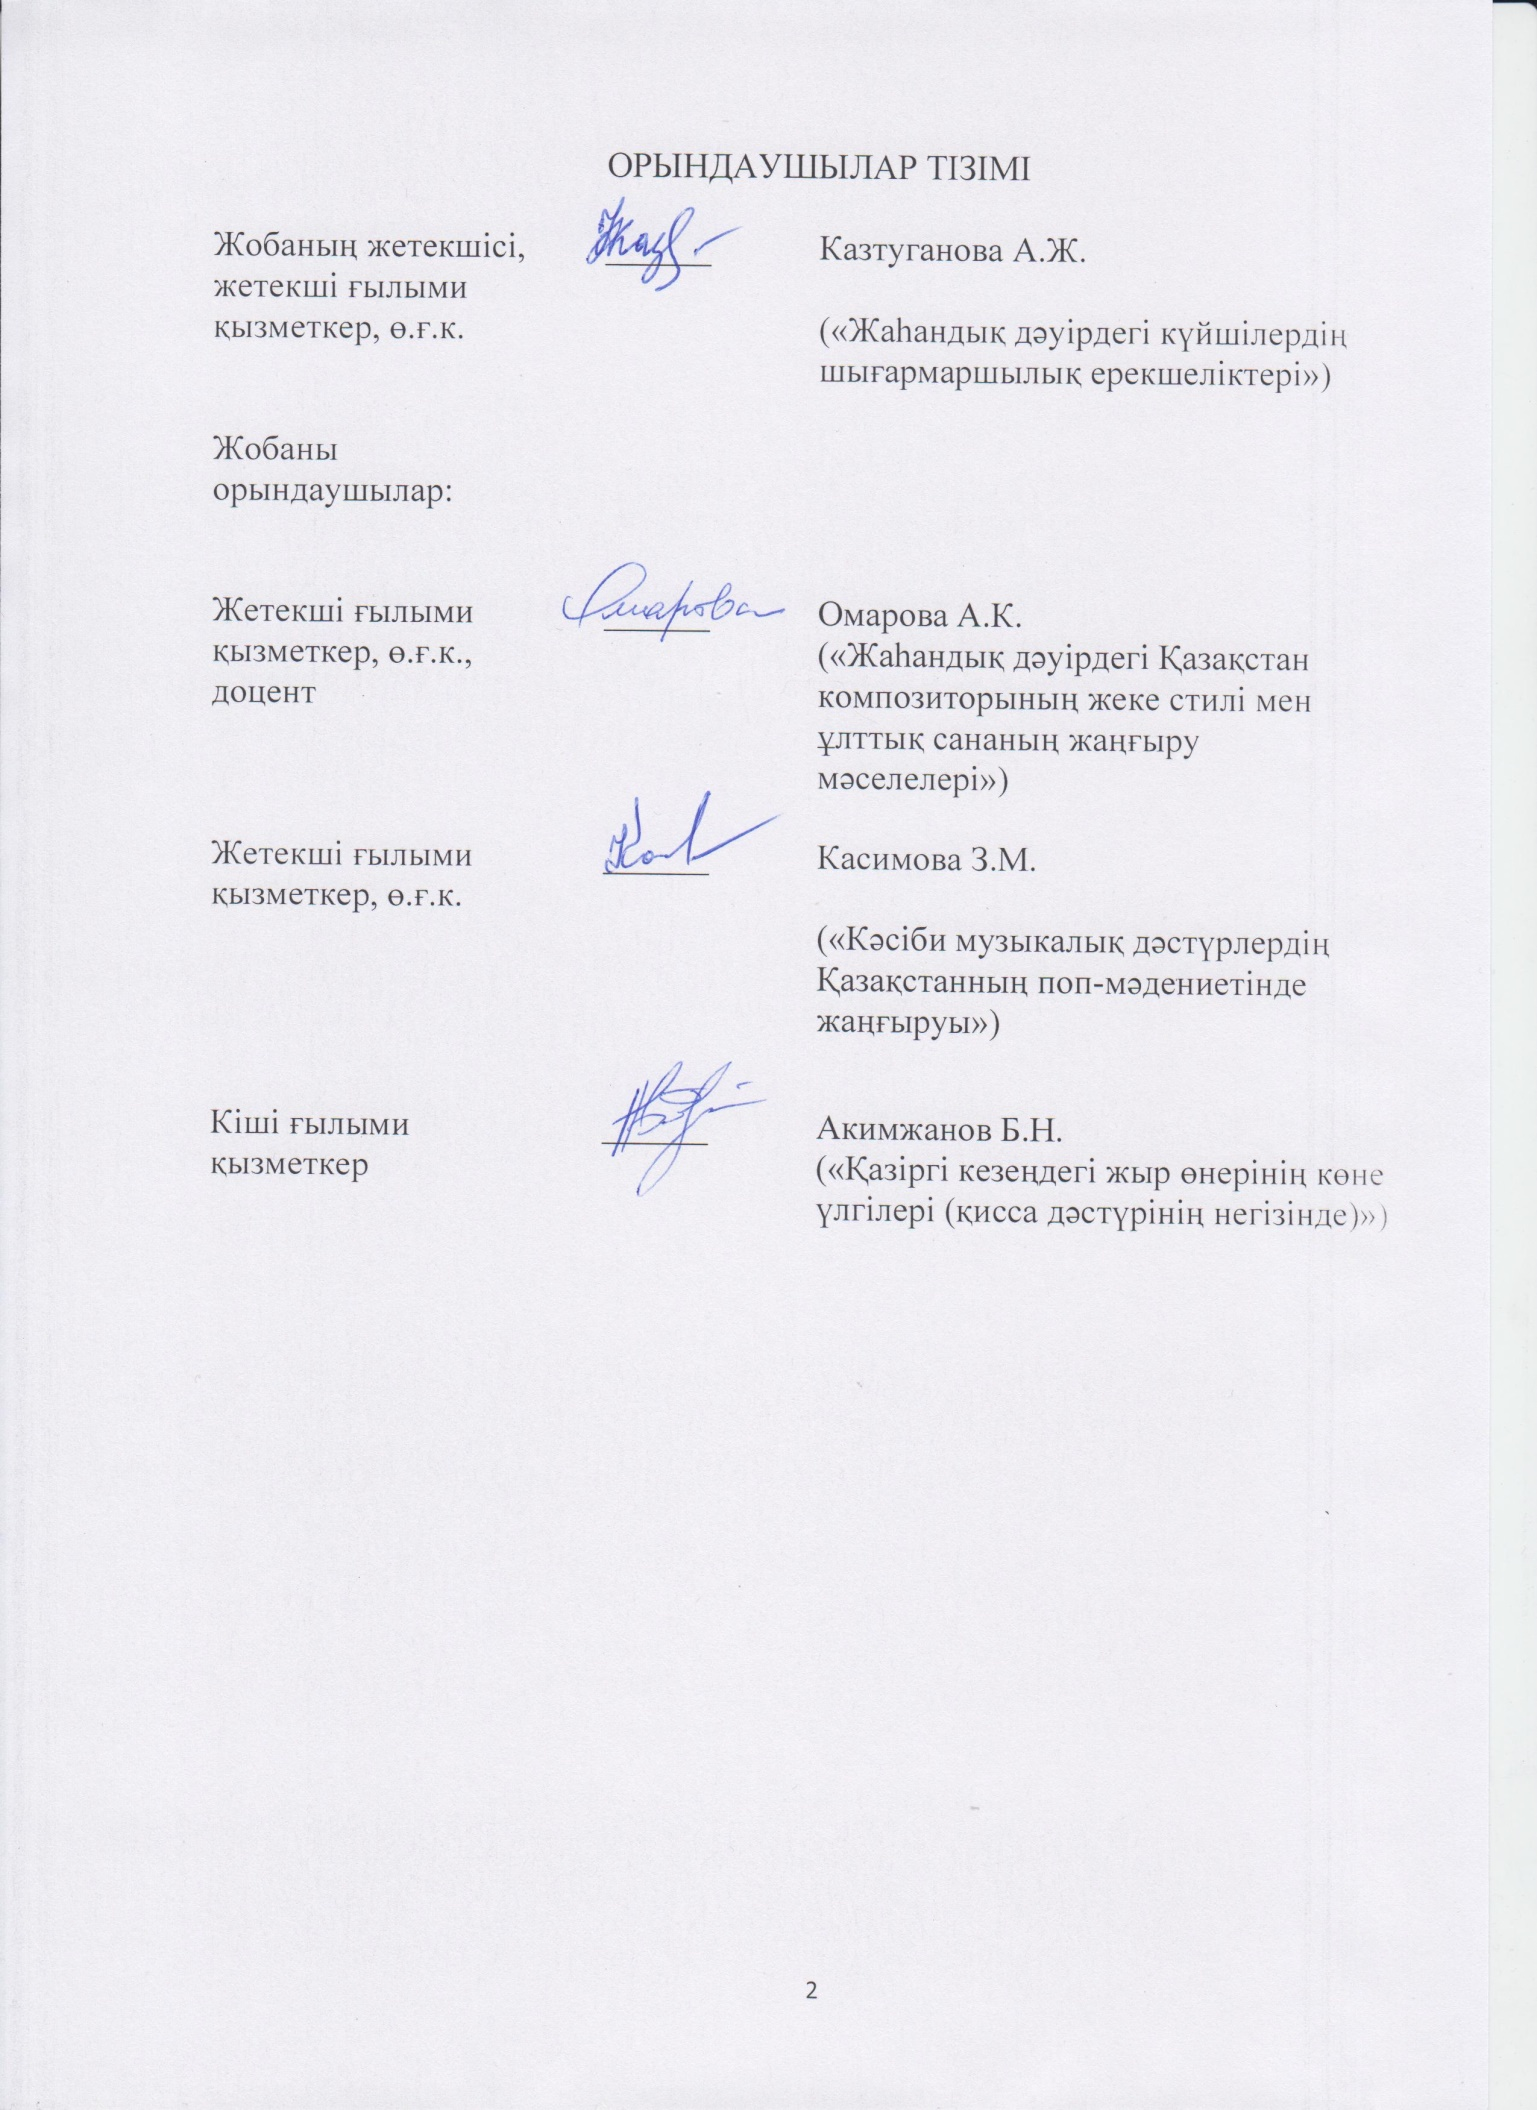 ОРЫНДАУШЫЛАР ТІЗІМІ
Жобаның жетекшісі,
жетекші ғылыми
қызметкер, ө.ғ.к.
Казтуганова А.Ж.
(«Жаһандық дәуірдегі күйшілердің
шығармаршылық ерекшеліктері»)
Жобаны
орындаушылар:
Жетекші ғылыми
қызметкер, ө.ғ.к.,
доцент
Омарова
Омарова А.К.
(«Жаһандық дәуірдегі Қазақстан
композиторының жеке стилі мен
ұлттық сананың жаңғыру
мәселелері»)
Жетекші ғылыми
қызметкер, ө.ғ.к.
Касимова З.М.
(«Кәсіби музыкалық дәстүрлердің
Қазақстанның поп-мәдениетінде
жаңғыруы»)
Кіші ғылыми
қызметкер
Акимжанов Б.Н.
(«Қазіргі кезеңдегі жыр өнерінің көне
үлгілері (қисса дәстүрінің негізінде)»)
2